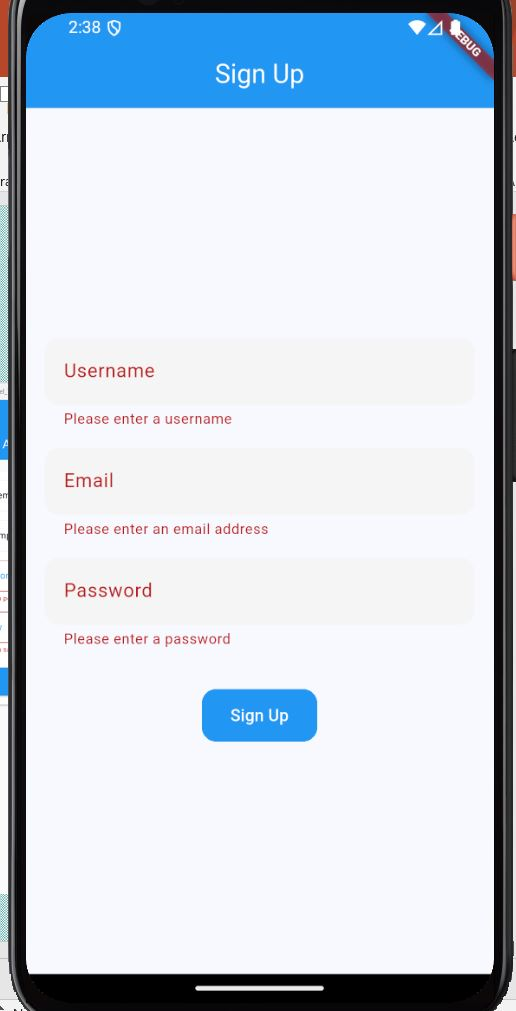 2:38
DEBUG
Sign Up
Username
Please enter a username
Email
Please enter an email address
Password
Please enter a password
Sign Up